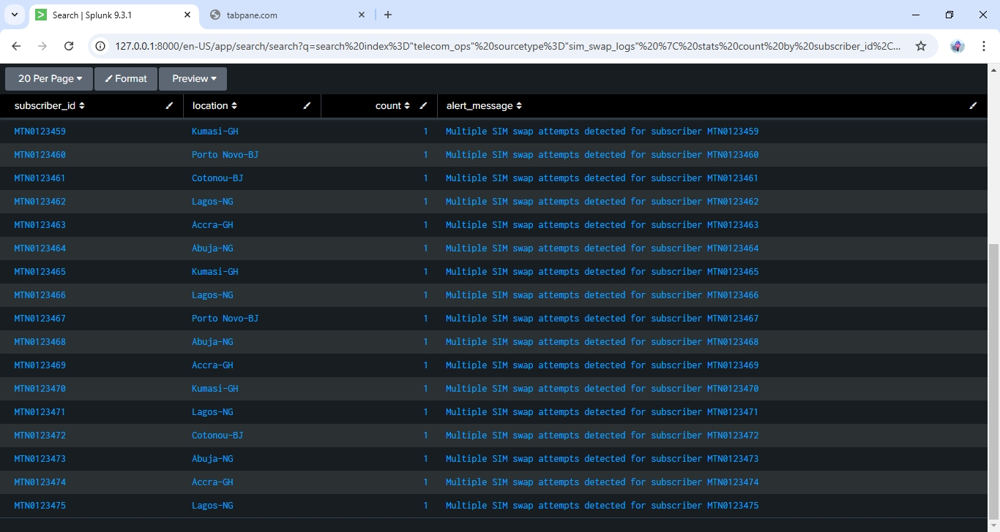 Search | Splunk 9.3.1
tabpane.com
127.0.0.1:8000/en-US/app/search/search?q=search%20index%3D"telecom_ops"%20sourcetype%3D"sim_swap_logs"%20%7C%20stats%20count%20by%20subscriber_id%2C...
20 Per Page Format Preview
subscriber_id location count alert_message
MTN0123459 Kumasi-GH 1 Multiple SIM swap attempts detected for subscriber MTN0123459
MTN0123460 Porto Novo-BJ 1 Multiple SIM swap attempts detected for subscriber MTN0123460
MTN0123461 Cotonou-BJ 1 Multiple SIM swap attempts detected for subscriber MTN0123461
MTN0123462 Lagos-NG 1 Multiple SIM swap attempts detected for subscriber MTN0123462
MTN0123463 Accra-GH 1 Multiple SIM swap attempts detected for subscriber MTN0123463
MTN0123464 Abuja-NG 1 Multiple SIM swap attempts detected for subscriber MTN0123464
MTN0123465 Kumasi-GH 1 Multiple SIM swap attempts detected for subscriber MTN0123465
MTN0123466 Lagos-NG 1 Multiple SIM swap attempts detected for subscriber MTN0123466
MTN0123467 Porto Novo-BJ 1 Multiple SIM swap attempts detected for subscriber MTN0123467
MTN0123468 Abuja-NG 1 Multiple SIM swap attempts detected for subscriber MTN0123468
MTN0123469 Accra-GH 1 Multiple SIM swap attempts detected for subscriber MTN0123469
MTN0123470 Kumasi-GH 1 Multiple SIM swap attempts detected for subscriber MTN0123470
MTN0123471 Lagos-NG 1 Multiple SIM swap attempts detected for subscriber MTN0123471
MTN0123472 Cotonou-BJ 1 Multiple SIM swap attempts detected for subscriber MTN0123472
MTN0123473 Abuja-NG 1 Multiple SIM swap attempts detected for subscriber MTN0123473
MTN0123474 Accra-GH 1 Multiple SIM swap attempts detected for subscriber MTN0123474
MTN0123475 Lagos-NG 1 Multiple SIM swap attempts detected for subscriber MTN0123475